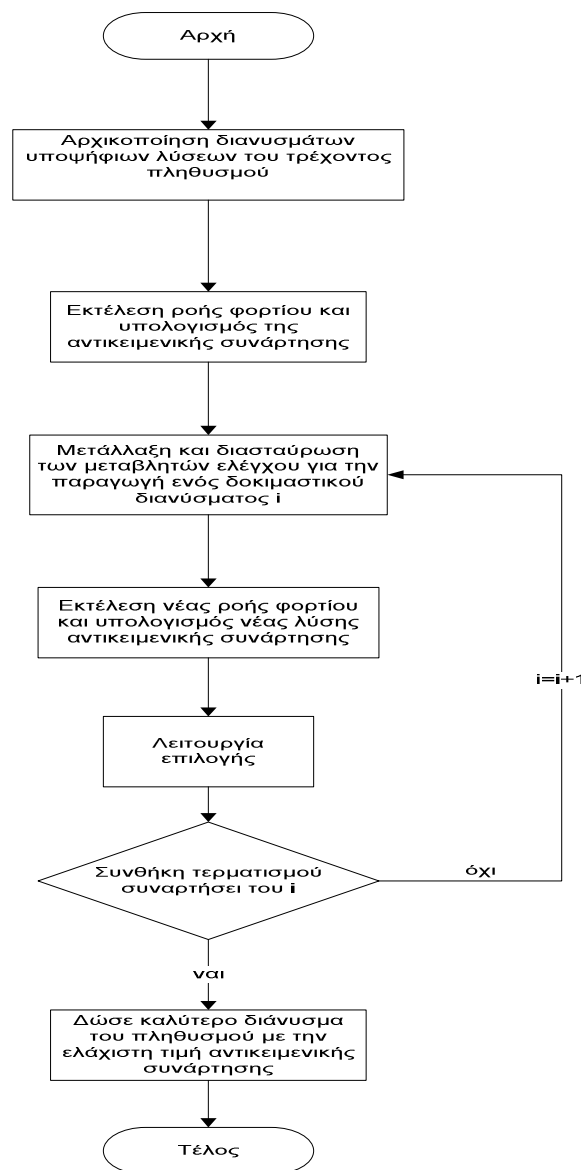 Αρχή
Αρχικοποίηση διανυσμάτων
υποψήφιων λύσεων του τρέχοντος
πληθυσμού
Εκτέλεση ροής φορτίου και
υπολογισμός της
αντικειμενικής συνάρτησης
Μετάλλαξη και διασταύρωση
των μεταβλητών ελέγχου για την
παραγωγή ενός δοκιμαστικού
διανύσματος i
Εκτέλεση νέας ροής φορτίου
και υπολογισμός νέας λύσης
αντικειμενικής συνάρτησης
i=i+1
Λειτουργία
επιλογής
Συνθήκη τερματισμού
συναρτήσει του i
όχι
ναι
Δώσε καλύτερο διάνυσμα
του πληθυσμού με την
ελάχιστη τιμή αντικειμενικής
συνάρτησης
Τέλος